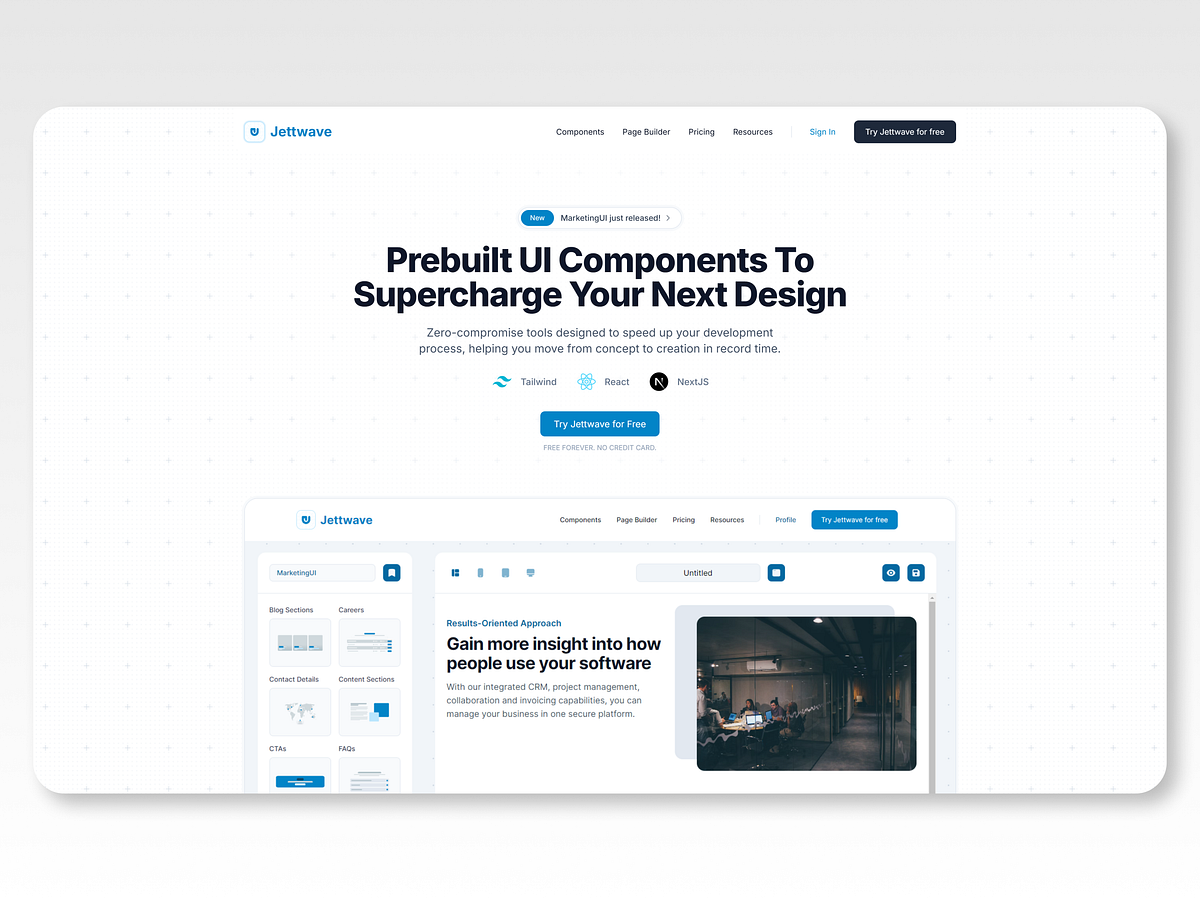 Jettwave
Components Page Builder Pricing Resources Sign In Try Jettwave for free
New MarketingUI just released!
Prebuilt UI Components To
Supercharge Your Next Design
Zero-compromise tools designed to speed up your development
process, helping you move from concept to creation in record time.
Tailwind React NextJS
Try Jettwave for Free
FREE FOREVER. NO CREDIT CARD.
Jettwave
Components Page Builder Pricing Resources Profile Try Jettwave for free
MarketingUI
Untitled
Blog Sections Careers
Contact Details Content Sections
CTAs FAQs
Results-Oriented Approach
Gain more insight into how
people use your software
With our integrated CRM, project management,
collaboration and invoicing capabilities, you can
manage your business in one secure platform.